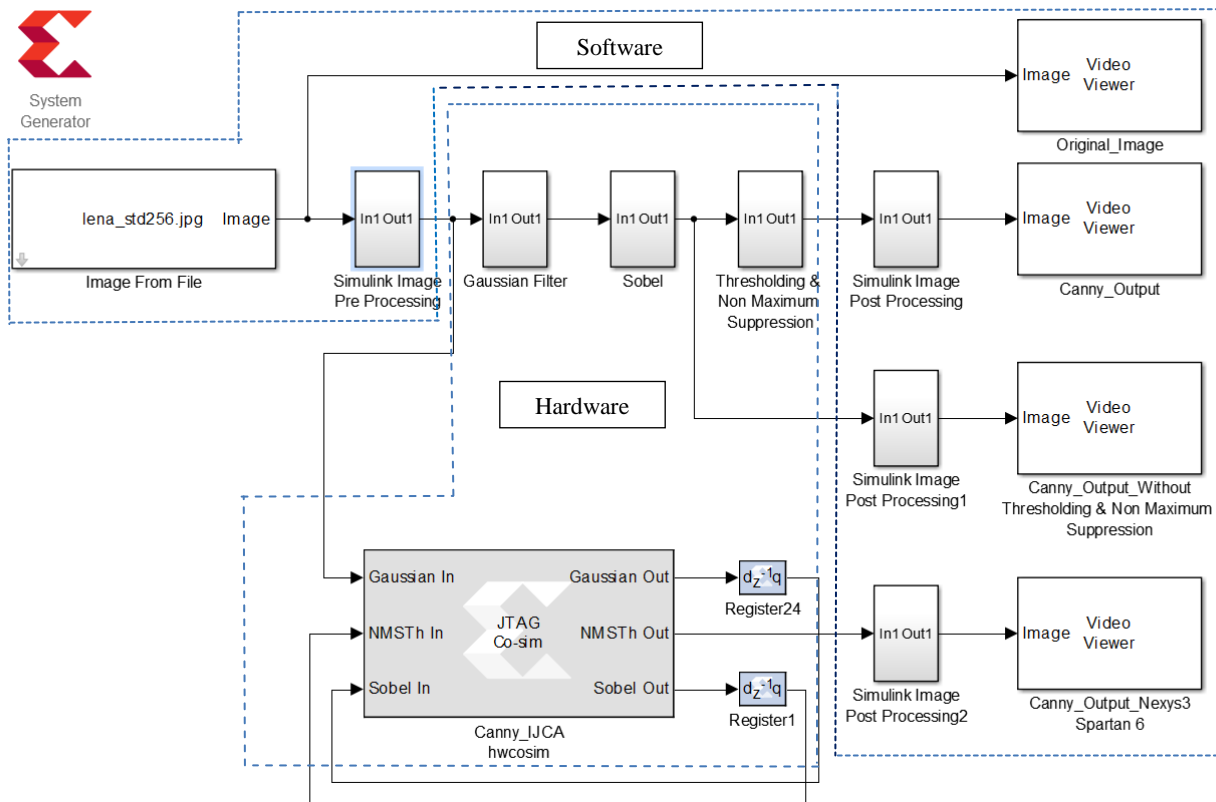 System
Generator
Software
Image
Video
Viewer
Original_Image
lena_std256.jpg
Image
Image From File
In1 Out1
Simulink Image
Pre Processing
In1 Out1
Gaussian Filter
In1 Out1
Sobel
In1 Out1
Thresholding &
Non Maximum
Suppression
In1 Out1
Simulink Image
Post Processing
Image
Video
Viewer
Canny_Output
Hardware
In1 Out1
Simulink Image
Post Processing1
Image
Video
Viewer
Canny_Output_Without
Thresholding & Non Maximum
Suppression
Gaussian In
NMSTh In
Sobel In
JTAG
Co-sim
Gaussian Out
NMSTh Out
Sobel Out
Canny_IJCA
hwcosim
d z-1 q
Register24
d z-1 q
Register1
In1 Out1
Simulink Image
Post Processing2
Image
Video
Viewer
Canny_Output_Nexys3
Spartan 6